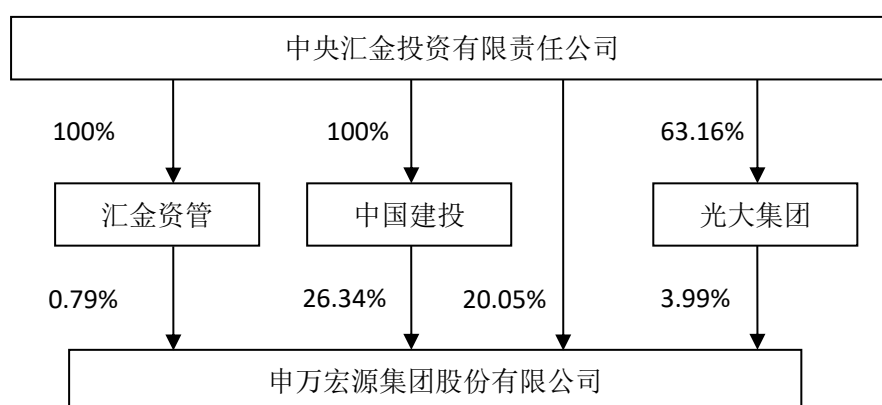 中央汇金投资有限责任公司
100% 100% 63.16%
汇金资管 中国建投 光大集团
0.79% 26.34% 20.05% 3.99%
申万宏源集团股份有限公司